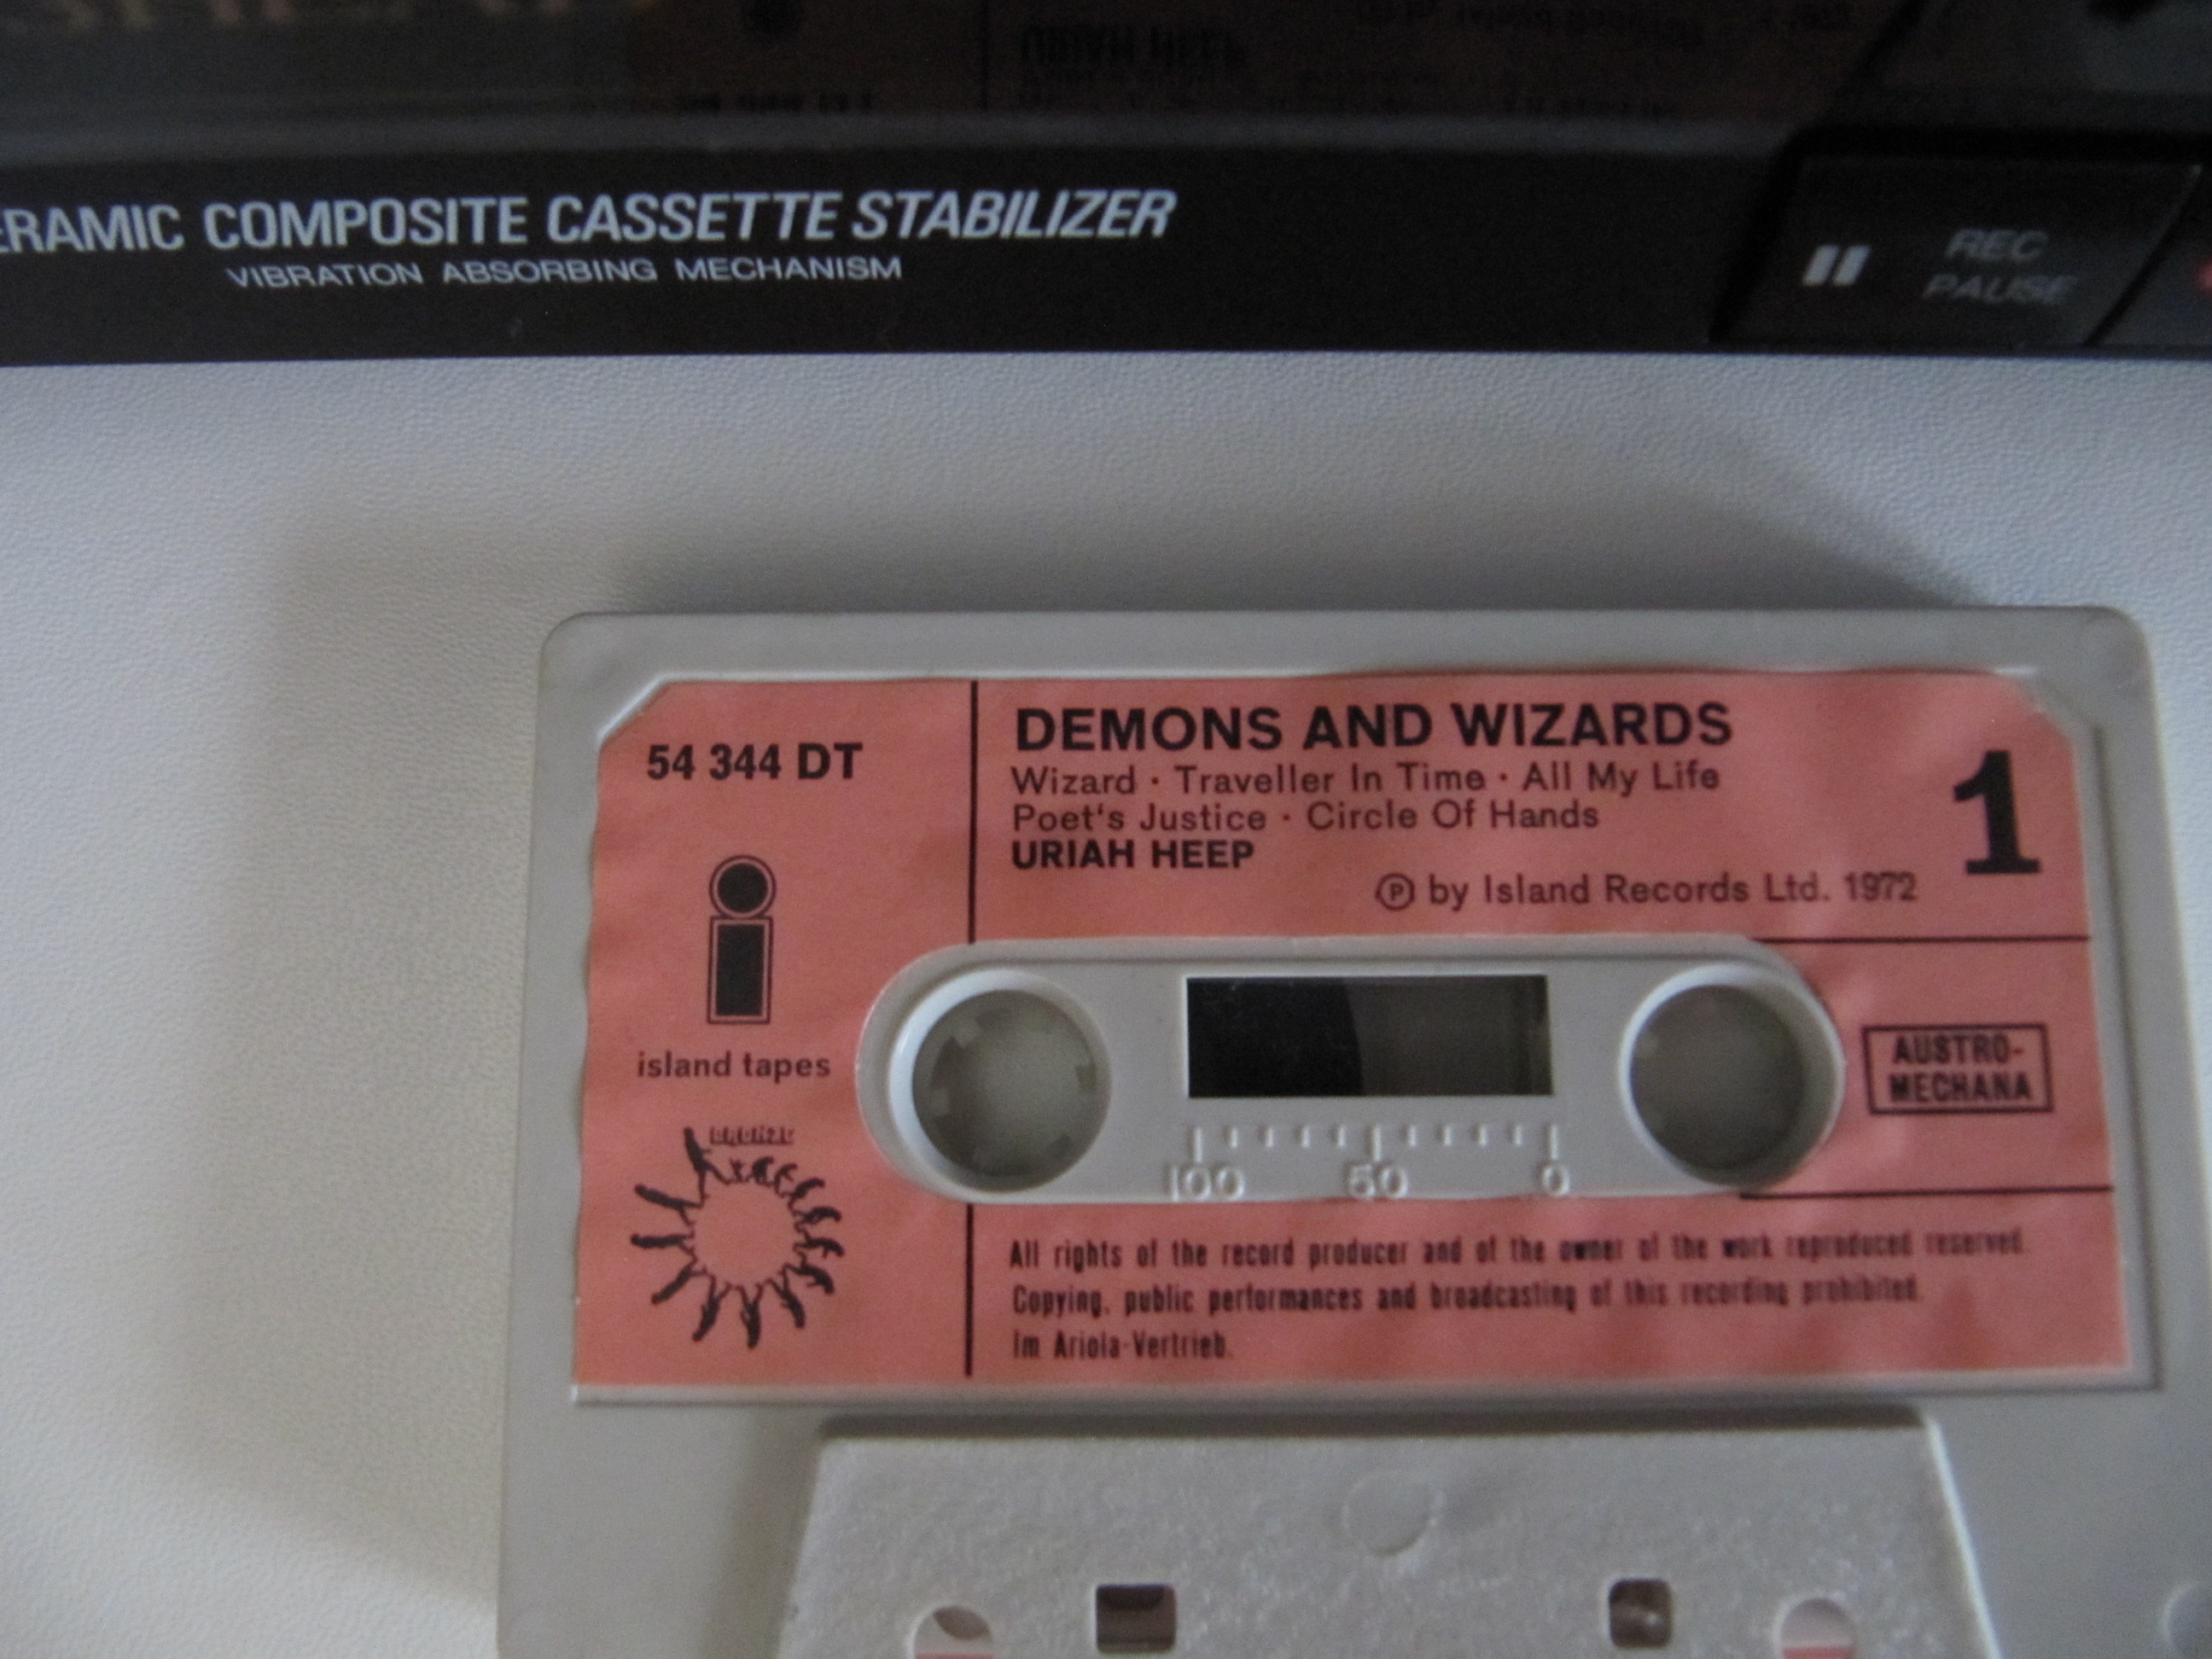 ERAMIC COMPOSITE CASSETTE STABILIZER
VIBRATION ABSORBING MECHANISM
REC
PAUSE
54 344 DT
DEMONS AND WIZARDS
Wizard · Traveller In Time · All My Life
Poet's Justice · Circle Of Hands
URIAH HEEP
℗ by Island Records Ltd. 1972
1
i
island tapes
BRONZE
AUSTRO-
MECHANA
100 50 0
All rights of the record producer and of the owner of the work reproduced reserved.
Copying, public performances and broadcasting of this recording prohibited.
Im Ariola-Vertrieb.